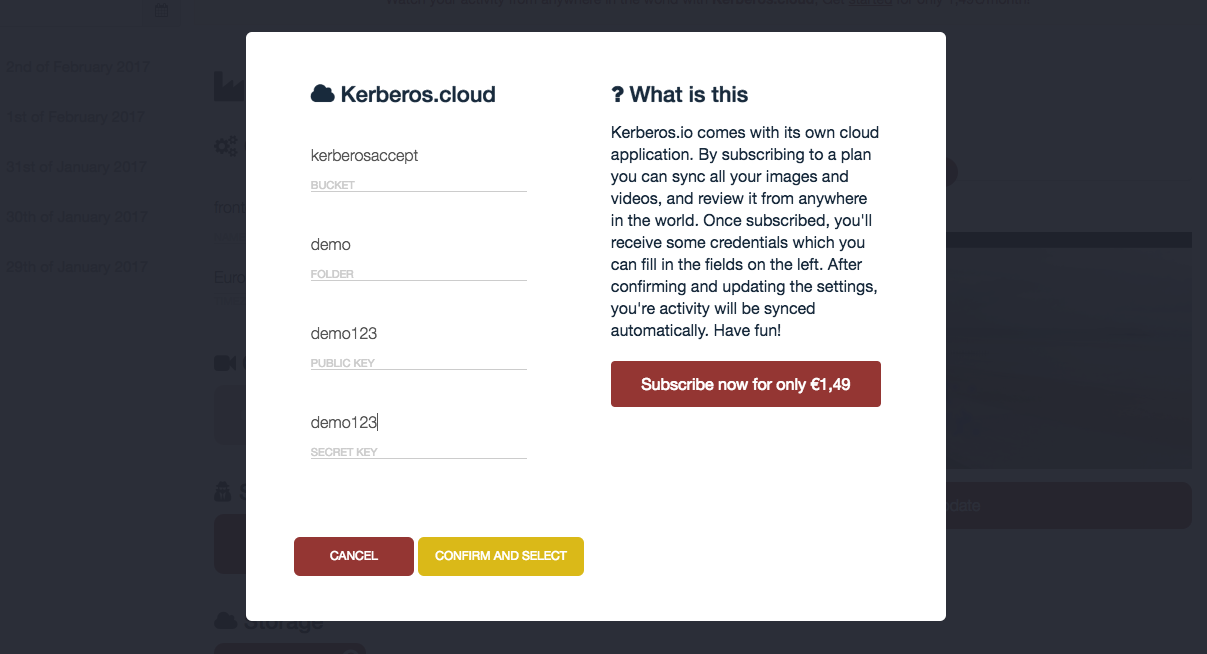 Watch your activity from anywhere in the world with Kerberos.cloud. Get started for only
2nd of February 2017
1st of February 2017
31st of January 2017
30th of January 2017
29th of January 2017
Kerberos.cloud
kerberosaccept
BUCKET
demo
FOLDER
demo123
PUBLIC KEY
demo123
SECRET KEY
CANCEL
CONFIRM AND SELECT
? What is this
Kerberos.io comes with its own cloud
application. By subscribing to a plan
you can sync all your images and
videos, and review it from anywhere
in the world. Once subscribed, you'll
receive some credentials which you
can fill in the fields on the left. After
confirming and updating the settings,
you're activity will be synced
automatically. Have fun!
Subscribe now for only €1,49
Storage